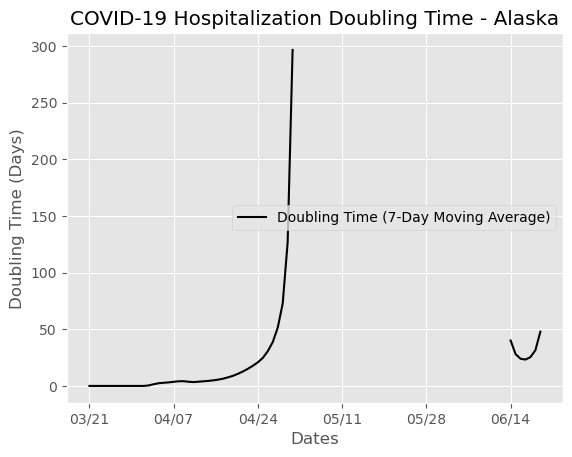 COVID-19 Hospitalization Doubling Time - Alaska
300
250
200
150
100
50
0
Doubling Time (Days)
Doubling Time (7-Day Moving Average)
03/21 04/07 04/24 05/11 05/28 06/14
Dates